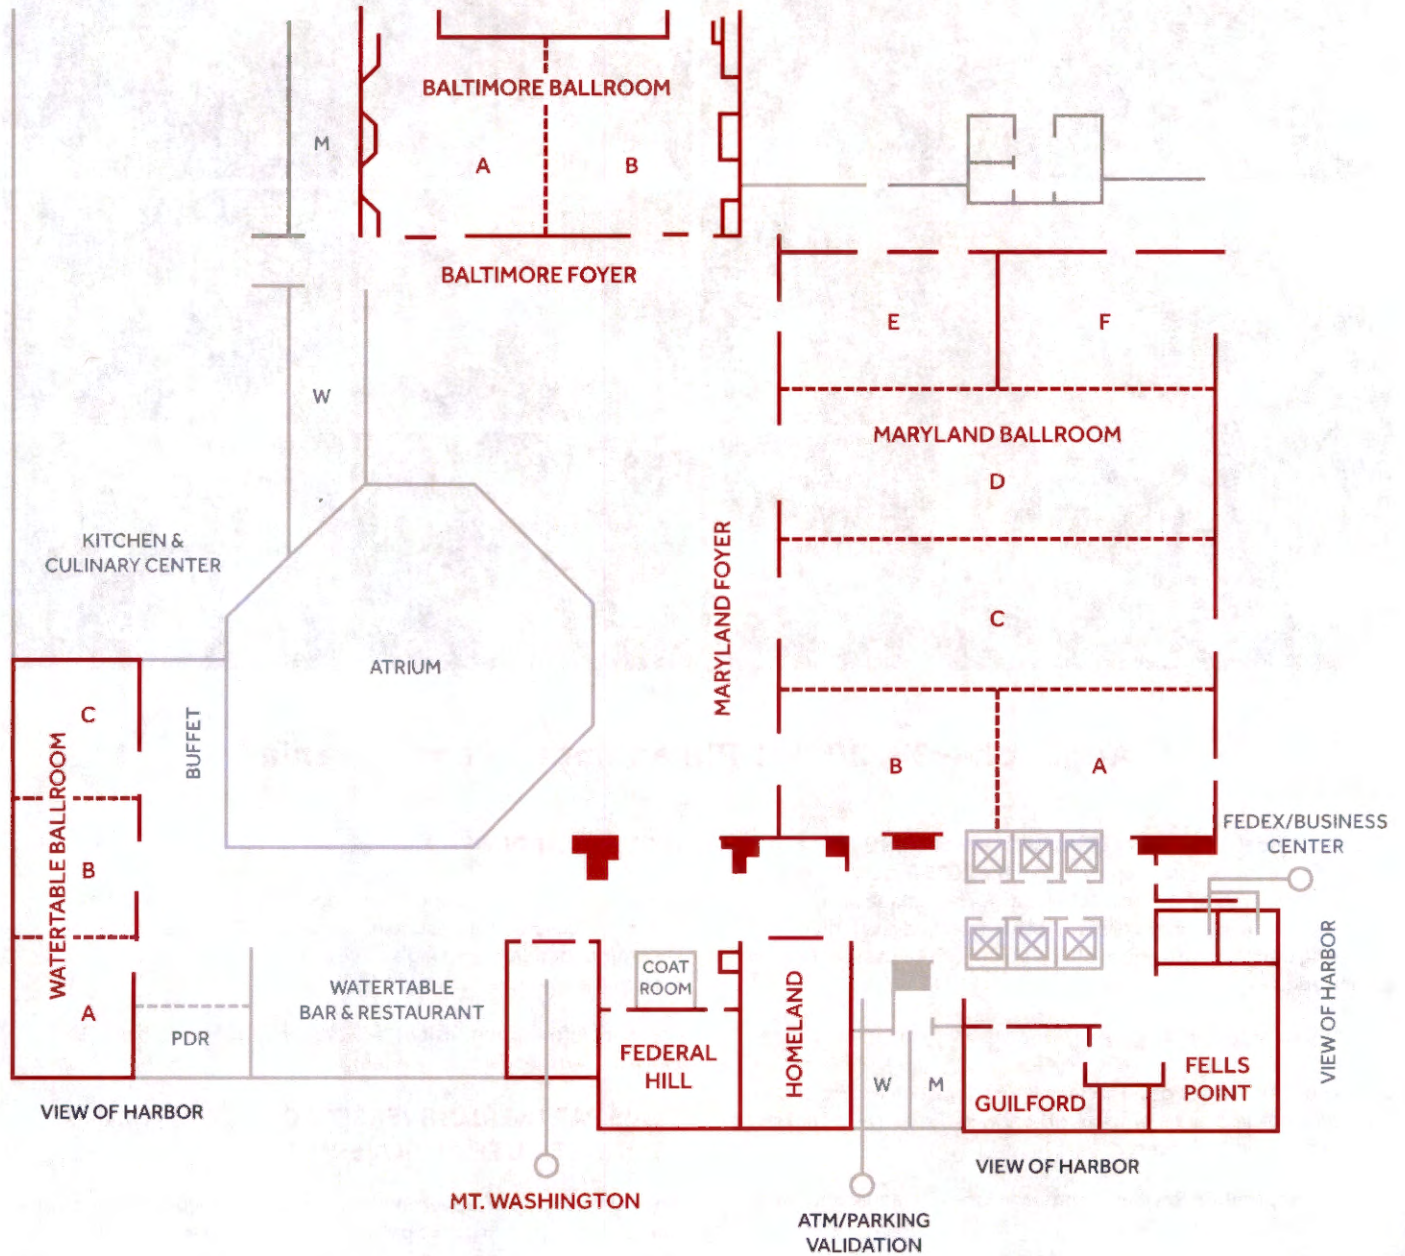 BALTIMORE BALLROOM
M
A
B
BALTIMORE FOYER
E
F
W
MARYLAND BALLROOM
D
KITCHEN &
CULINARY CENTER
MARYLAND FOYER
C
ATRIUM
C
BUFFET
WATERTABLE BALLROOM
B
A
B
FEDEX/BUSINESS
CENTER
A
WATERTABLE
BAR & RESTAURANT
PDR
COAT
ROOM
FEDERAL
HILL
HOMELAND
W
M
GUILFORD
FELLS
POINT
VIEW OF HARBOR
VIEW OF HARBOR
VIEW OF HARBOR
MT. WASHINGTON
ATM/PARKING
VALIDATION